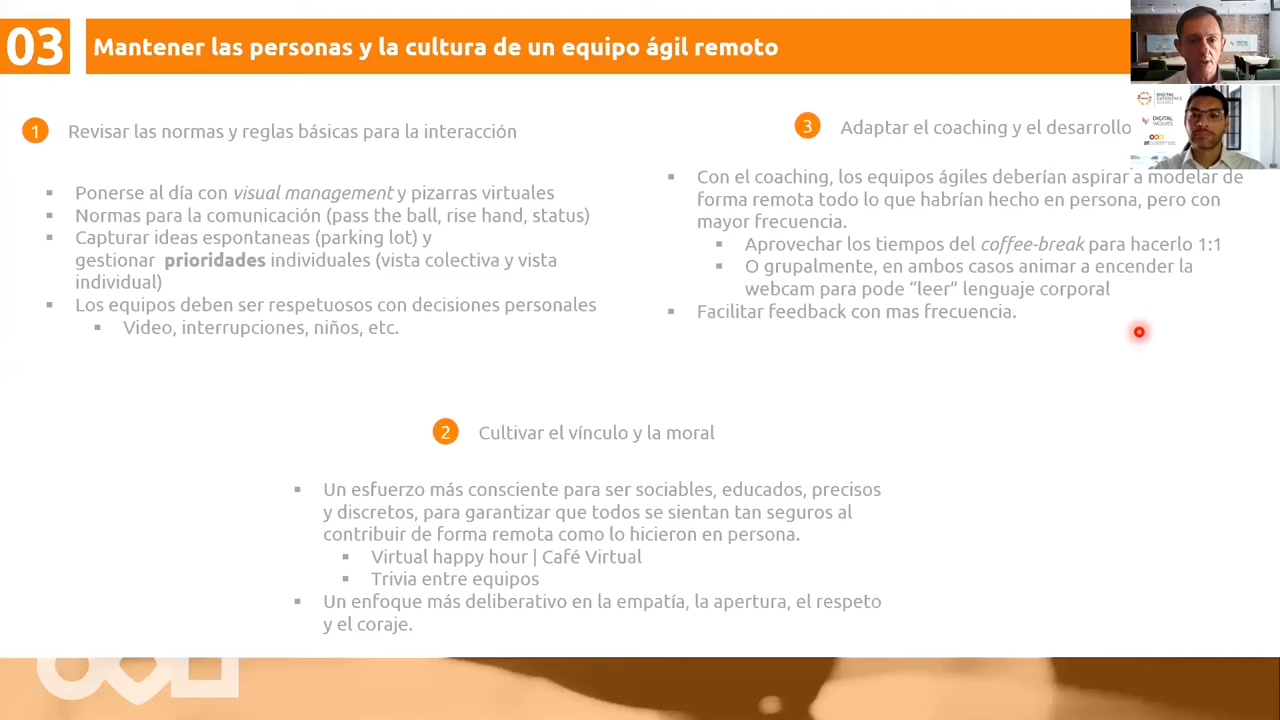 03
Mantener las personas y la cultura de un equipo ágil remoto
1 Revisar las normas y reglas básicas para la interacción
▪ Ponerse al día con visual management y pizarras virtuales
▪ Normas para la comunicación (pass the ball, rise hand, status)
▪ Capturar ideas espontaneas (parking lot) y
gestionar prioridades individuales (vista colectiva y vista
individual)
▪ Los equipos deben ser respetuosos con decisiones personales
▪ Video, interrupciones, niños, etc.
3 Adaptar el coaching y el desarrollo
▪ Con el coaching, los equipos ágiles deberían aspirar a modelar de
forma remota todo lo que habrían hecho en persona, pero con
mayor frecuencia.
▪ Aprovechar los tiempos del coffee-break para hacerlo 1:1
▪ O grupalmente, en ambos casos animar a encender la
webcam para pode “leer” lenguaje corporal
▪ Facilitar feedback con mas frecuencia.
2 Cultivar el vínculo y la moral
▪ Un esfuerzo más consciente para ser sociables, educados, precisos
y discretos, para garantizar que todos se sientan tan seguros al
contribuir de forma remota como lo hicieron en persona.
▪ Virtual happy hour | Café Virtual
▪ Trivia entre equipos
▪ Un enfoque más deliberativo en la empatía, la apertura, el respeto
y el coraje.
DIGITAL
EXPERIENCE
SCHOOL
DIGITAL
WOLVES